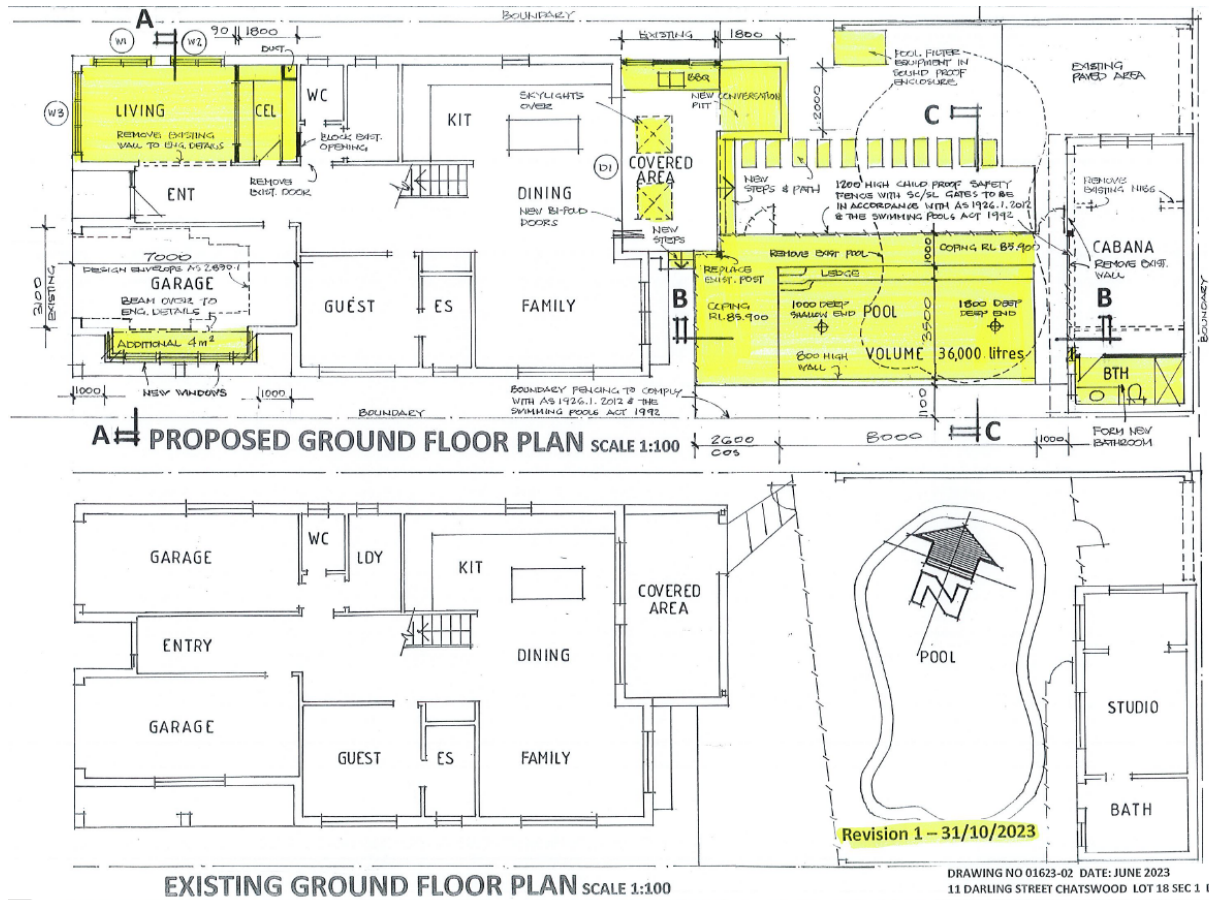 BOUNDARY
A
90
1800
DUCT
EXISTING
1800
W1
W2
W3
LIVING
REMOVE EXISTING
WALL TO ENG. DETAILS
CEL
WC
BLOCK EXIST.
OPENING
REMOVE
EXIST. DOOR
ENT
KIT
SKYLIGHTS
OVER
BBQ
NEW CONVERSATION
PITT
D1
COVERED
AREA
DINING
NEW BI-FOLD
DOORS
NEW
STEPS
2000
POOL FILTER
EQUIPMENT IN
SOUND PROOF
ENCLOSURE
EXISTING
PAVED AREA
C
NEW
STEPS & PATH
1200 HIGH CHILD PROOF SAFETY
FENCE WITH SC/SL GATES TO BE
IN ACCORDANCE WITH AS 1926.1.2012
& THE SWIMMING POOLS ACT 1992
REMOVE
EXISTING NIBS
CABANA
REMOVE EXIST.
WALL
BOUNDARY
3100
EXISTING
7000
DESIGN ENVELOPE AS 2890.1
GARAGE
BEAM OVER TO
ENG. DETAILS
ADDITIONAL 4m²
1000
NEW WINDOWS
1000
GUEST
ES
FAMILY
REPLACE
EXIST. POST
REMOVE EXIST POOL
1000
COPING RL 85.900
LEDGE
B
COPING
RL.85.900
1000 DEEP
SHALLOW END
POOL
3500
1800 DEEP
DEEP END
800 HIGH
WALL
VOLUME 36,000 litres
B
BTH
1100
BOUNDARY FENCING TO COMPLY
WITH AS 1926.1.2012 & THE
SWIMMING POOLS ACT 1992
BOUNDARY
A
PROPOSED GROUND FLOOR PLAN SCALE 1:100
2600
COS
8000
C
1000
FORM NEW
BATHROOM
GARAGE
WC
LDY
KIT
COVERED
AREA
ENTRY
DINING
GARAGE
GUEST
ES
FAMILY
N
POOL
STUDIO
BATH
Revision 1 – 31/10/2023
EXISTING GROUND FLOOR PLAN SCALE 1:100
DRAWING NO 01623-02 DATE: JUNE 2023
11 DARLING STREET CHATSWOOD LOT 18 SEC 1